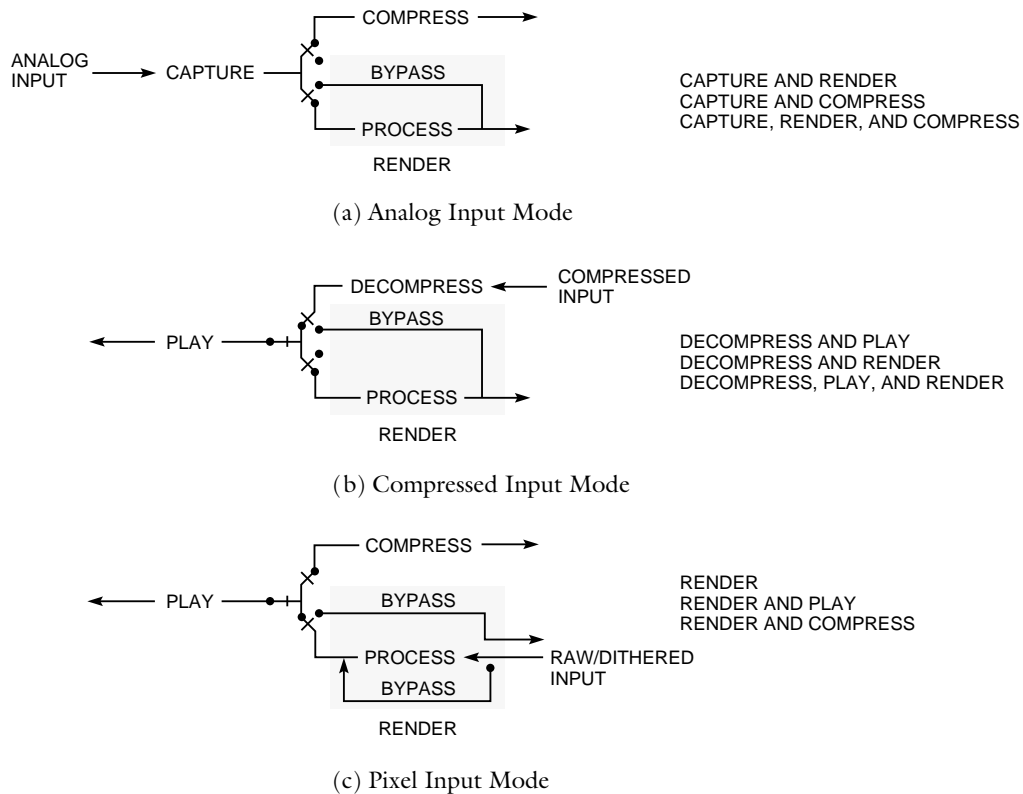 COMPRESS
ANALOG
INPUT
CAPTURE
BYPASS
PROCESS
RENDER
CAPTURE AND RENDER
CAPTURE AND COMPRESS
CAPTURE, RENDER, AND COMPRESS
(a) Analog Input Mode
DECOMPRESS
COMPRESSED
INPUT
BYPASS
PLAY
PROCESS
RENDER
DECOMPRESS AND PLAY
DECOMPRESS AND RENDER
DECOMPRESS, PLAY, AND RENDER
(b) Compressed Input Mode
COMPRESS
PLAY
BYPASS
PROCESS
RAW/DITHERED
INPUT
BYPASS
RENDER
RENDER
RENDER AND PLAY
RENDER AND COMPRESS
(c) Pixel Input Mode